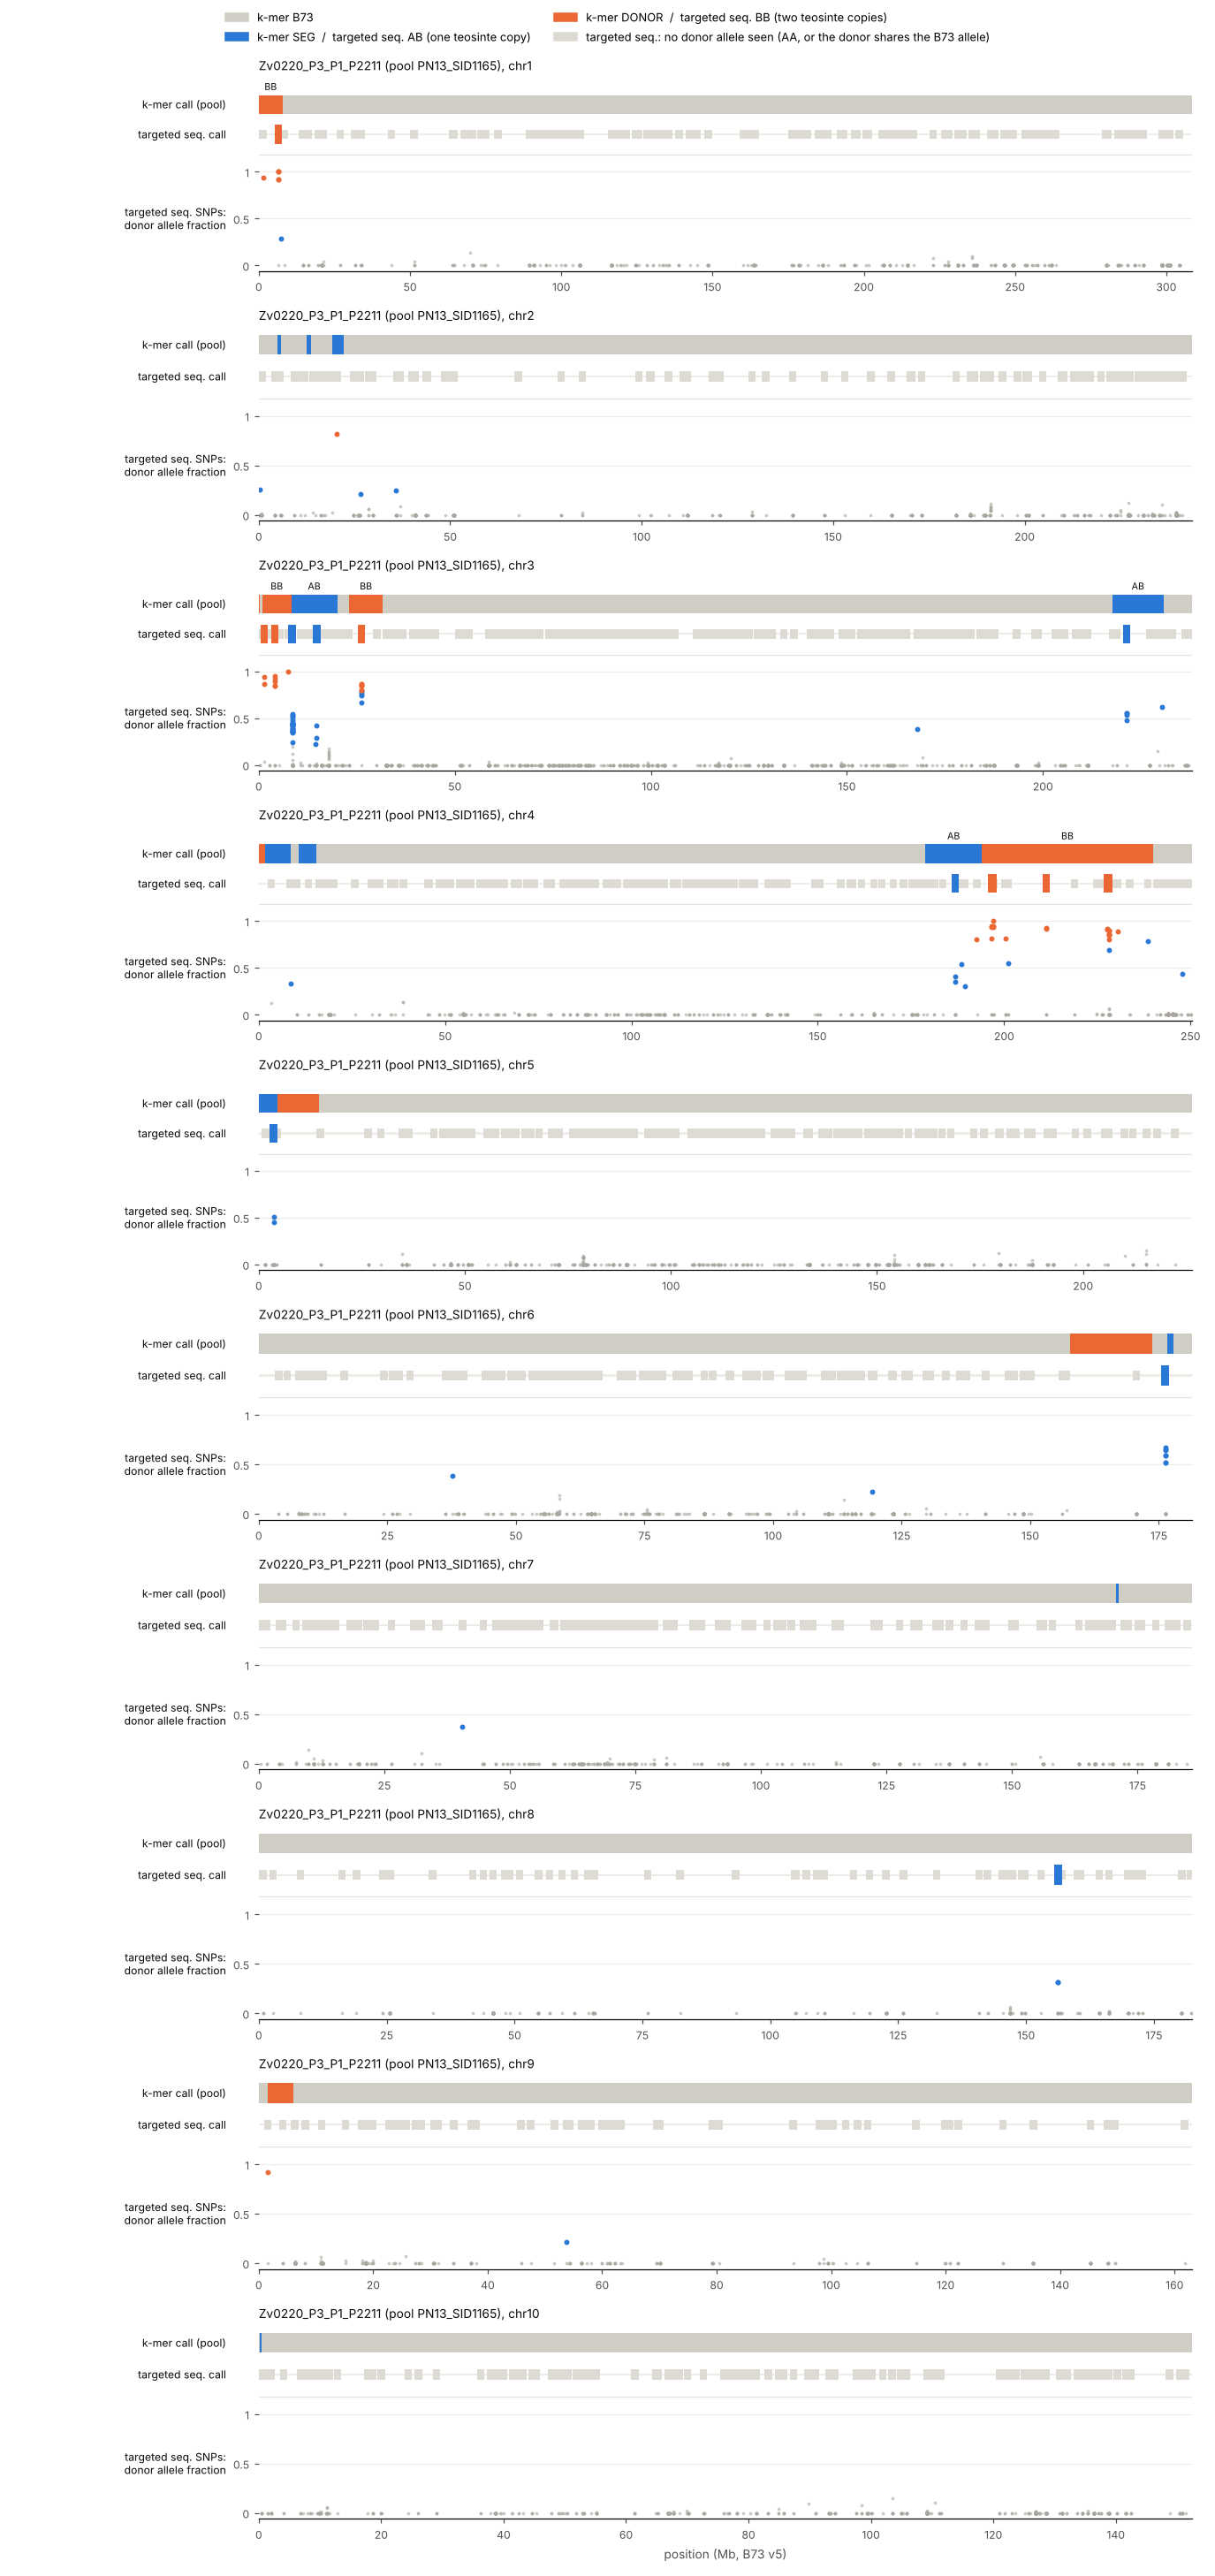 k-mer B73
k-mer DONOR / targeted seq. BB (two teosinte copies)
k-mer SEG / targeted seq. AB (one teosinte copy)
targeted seq.: no donor allele seen (AA, or the donor shares the B73 allele)
Zv0220_P3_P1_P2211 (pool PN13_SID1165), chr1
BB
k-mer call (pool)
targeted seq. call
1
targeted seq. SNPs:
donor allele fraction
0.5
0
0 50 100 150 200 250 300
Zv0220_P3_P1_P2211 (pool PN13_SID1165), chr2
k-mer call (pool)
targeted seq. call
1
targeted seq. SNPs:
donor allele fraction
0.5
0
0 50 100 150 200
Zv0220_P3_P1_P2211 (pool PN13_SID1165), chr3
BB AB BB AB
k-mer call (pool)
targeted seq. call
1
targeted seq. SNPs:
donor allele fraction
0.5
0
0 50 100 150 200
Zv0220_P3_P1_P2211 (pool PN13_SID1165), chr4
AB BB
k-mer call (pool)
targeted seq. call
1
targeted seq. SNPs:
donor allele fraction
0.5
0
0 50 100 150 200 250
Zv0220_P3_P1_P2211 (pool PN13_SID1165), chr5
k-mer call (pool)
targeted seq. call
1
targeted seq. SNPs:
donor allele fraction
0.5
0
0 50 100 150 200
Zv0220_P3_P1_P2211 (pool PN13_SID1165), chr6
k-mer call (pool)
targeted seq. call
1
targeted seq. SNPs:
donor allele fraction
0.5
0
0 25 50 75 100 125 150 175
Zv0220_P3_P1_P2211 (pool PN13_SID1165), chr7
k-mer call (pool)
targeted seq. call
1
targeted seq. SNPs:
donor allele fraction
0.5
0
0 25 50 75 100 125 150 175
Zv0220_P3_P1_P2211 (pool PN13_SID1165), chr8
k-mer call (pool)
targeted seq. call
1
targeted seq. SNPs:
donor allele fraction
0.5
0
0 25 50 75 100 125 150 175
Zv0220_P3_P1_P2211 (pool PN13_SID1165), chr9
k-mer call (pool)
targeted seq. call
1
targeted seq. SNPs:
donor allele fraction
0.5
0
0 20 40 60 80 100 120 140 160
Zv0220_P3_P1_P2211 (pool PN13_SID1165), chr10
k-mer call (pool)
targeted seq. call
1
targeted seq. SNPs:
donor allele fraction
0.5
0
0 20 40 60 80 100 120 140
position (Mb, B73 v5)